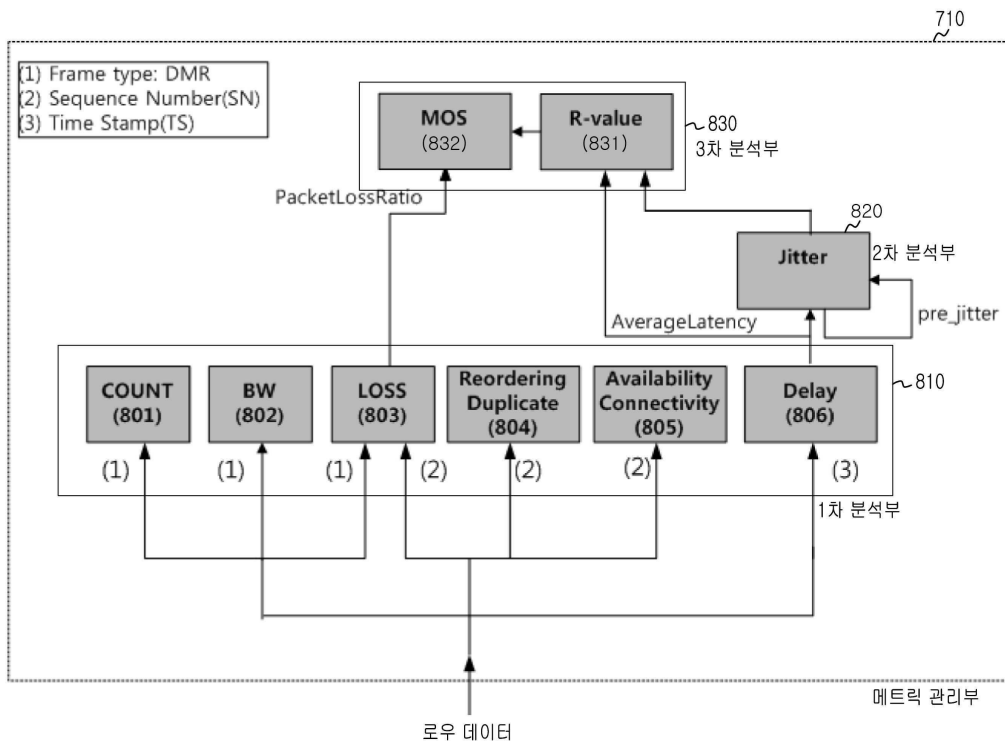 710
(1) Frame type: DMR
(2) Sequence Number(SN)
(3) Time Stamp(TS)
MOS
(832)
R-value
(831)
830
3차 분석부
PacketLossRatio
820
Jitter
2차 분석부
AverageLatency
pre_jitter
810
COUNT
(801)
BW
(802)
LOSS
(803)
Reordering
Duplicate
(804)
Availability
Connectivity
(805)
Delay
(806)
(1)
(1)
(1)
(2)
(2)
(2)
(3)
1차 분석부
메트릭 관리부
로우 데이터